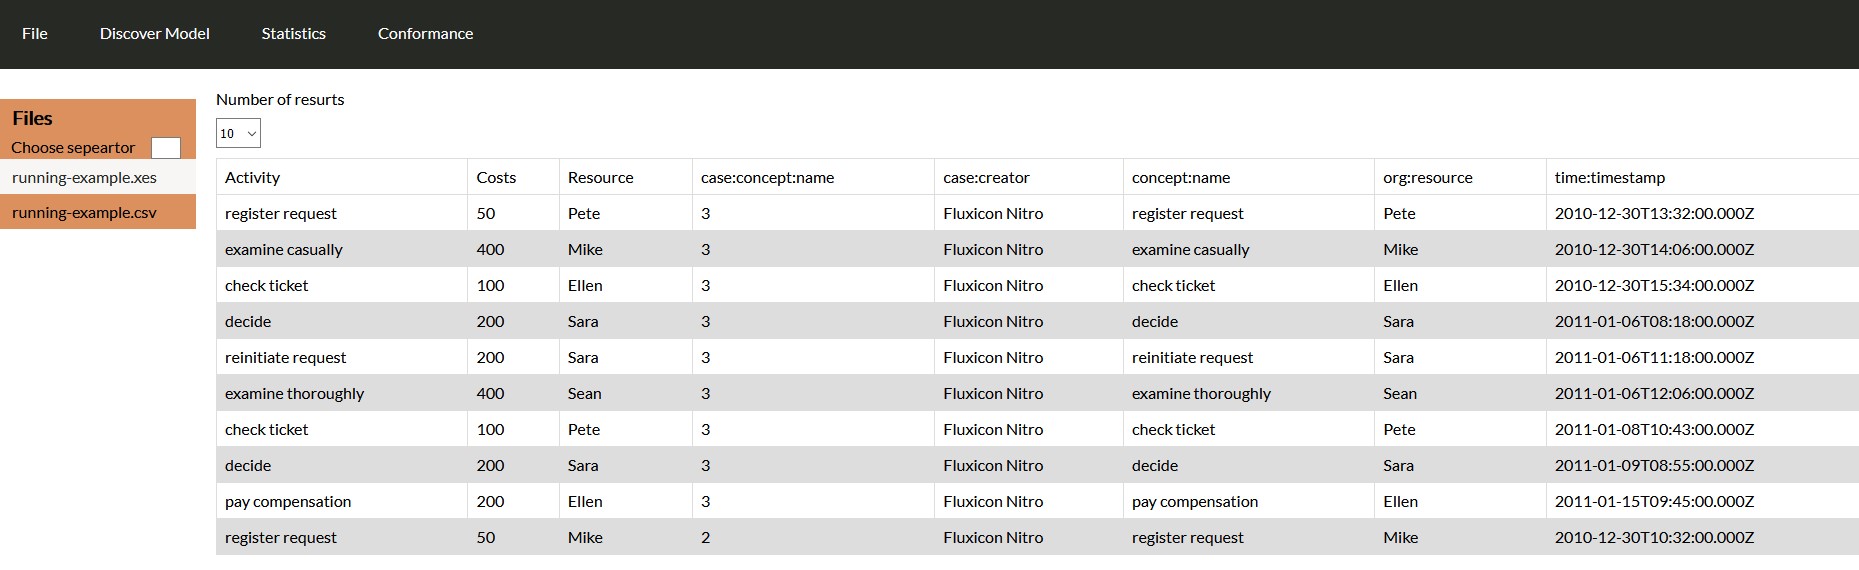 File Discover Model Statistics Conformance
Files
Choose sepeartor
running-example.xes
running-example.csv
Number of resurts
10
Activity Costs Resource case:concept:name case:creator concept:name org:resource time:timestamp
register request 50 Pete 3 Fluxicon Nitro register request Pete 2010-12-30T13:32:00.000Z
examine casually 400 Mike 3 Fluxicon Nitro examine casually Mike 2010-12-30T14:06:00.000Z
check ticket 100 Ellen 3 Fluxicon Nitro check ticket Ellen 2010-12-30T15:34:00.000Z
decide 200 Sara 3 Fluxicon Nitro decide Sara 2011-01-06T08:18:00.000Z
reinitiate request 200 Sara 3 Fluxicon Nitro reinitiate request Sara 2011-01-06T11:18:00.000Z
examine thoroughly 400 Sean 3 Fluxicon Nitro examine thoroughly Sean 2011-01-06T12:06:00.000Z
check ticket 100 Pete 3 Fluxicon Nitro check ticket Pete 2011-01-08T10:43:00.000Z
decide 200 Sara 3 Fluxicon Nitro decide Sara 2011-01-09T08:55:00.000Z
pay compensation 200 Ellen 3 Fluxicon Nitro pay compensation Ellen 2011-01-15T09:45:00.000Z
register request 50 Mike 2 Fluxicon Nitro register request Mike 2010-12-30T10:32:00.000Z